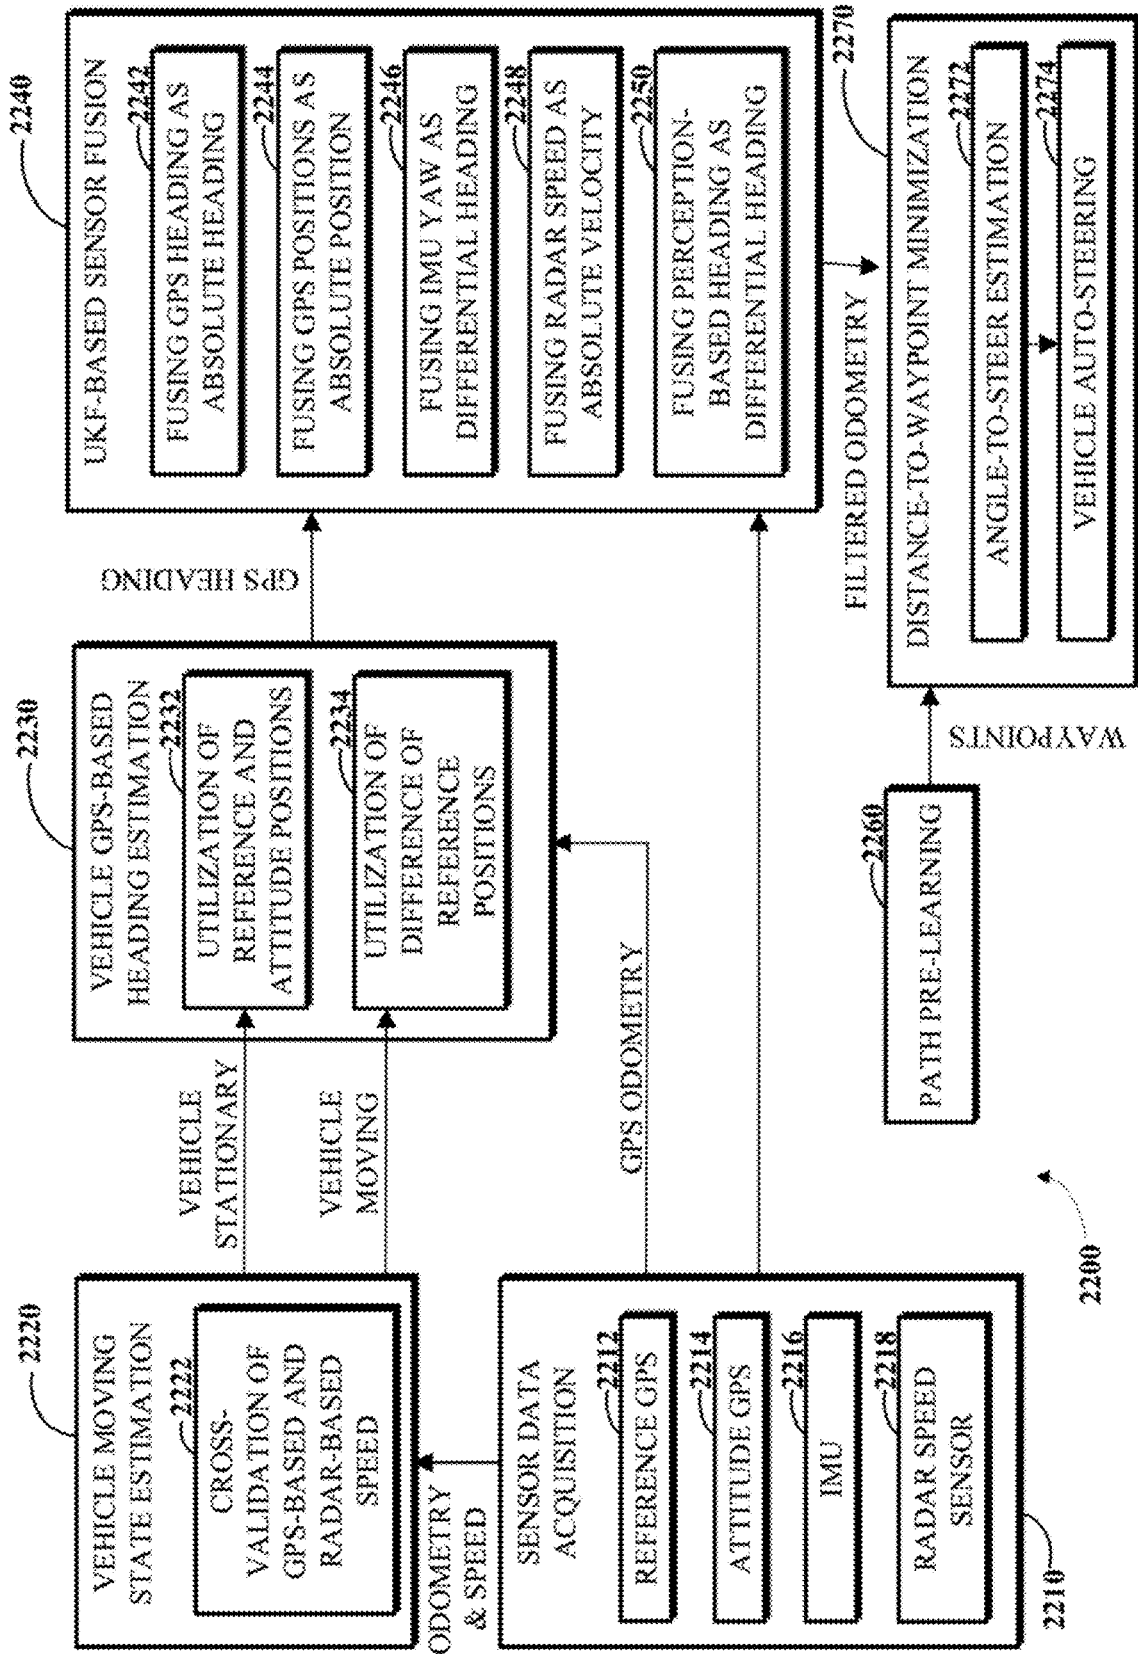 2220
VEHICLE MOVING
STATE ESTIMATION
2222
CROSS-
VALIDATION OF
GPS-BASED AND
RADAR-BASED
SPEED
VEHICLE
STATIONARY
VEHICLE
MOVING
2230
VEHICLE GPS-BASED
HEADING ESTIMATION
2232
UTILIZATION OF
REFERENCE AND
ATTITUDE POSITIONS
2234
UTILIZATION OF
DIFFERENCE OF
REFERENCE
POSITIONS
GPS HEADING
2240
UKF-BASED SENSOR FUSION
2242
FUSING GPS HEADING AS
ABSOLUTE HEADING
2244
FUSING GPS POSITIONS AS
ABSOLUTE POSITION
2246
FUSING IMU YAW AS
DIFFERENTIAL HEADING
2248
FUSING RADAR SPEED AS
ABSOLUTE VELOCITY
2250
FUSING PERCEPTION-
BASED HEADING AS
DIFFERENTIAL HEADING
ODOMETRY
& SPEED
SENSOR DATA
ACQUISITION
2212
REFERENCE GPS
2214
ATTITUDE GPS
2216
IMU
2218
RADAR SPEED
SENSOR
2210
GPS ODOMETRY
FILTERED ODOMETRY
2200
2260
PATH PRE-LEARNING
WAYPOINTS
2270
DISTANCE-TO-WAYPOINT MINIMIZATION
2272
ANGLE-TO-STEER ESTIMATION
2274
VEHICLE AUTO-STEERING